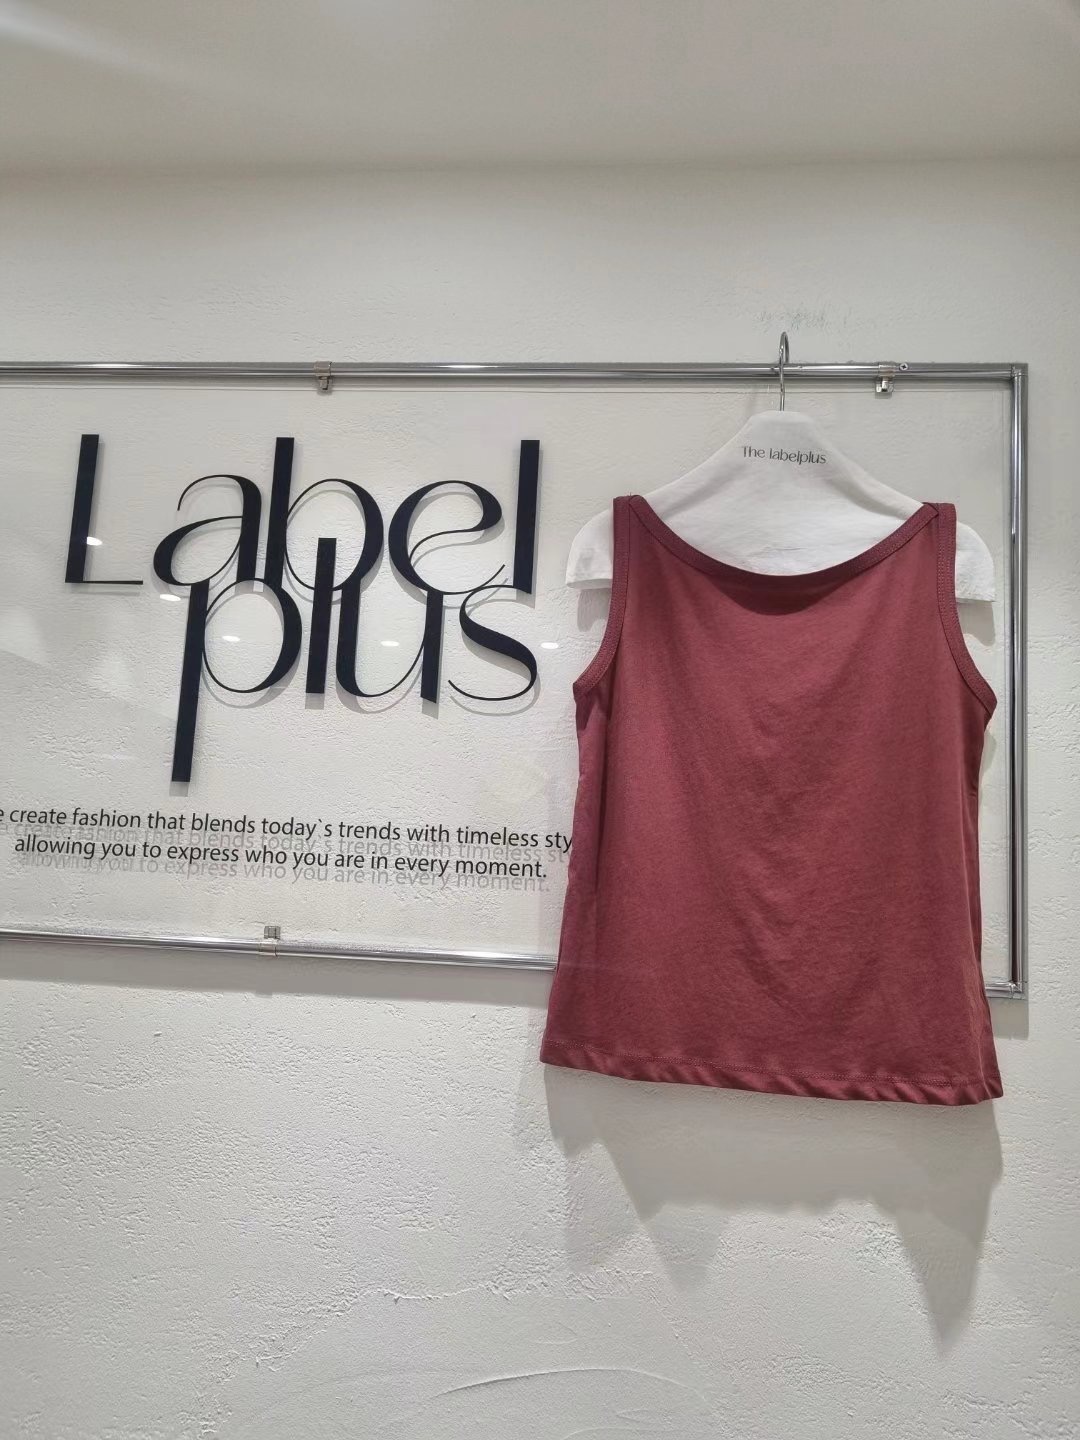 The labelplus
Label
plus
create fashion that blends today`s trends with timeless
allowing you to express who you are in every moment.